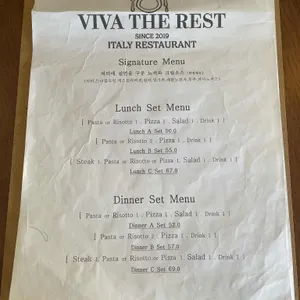 VIVA THE REST
SINCE 2019
ITALY RESTAURANT
Signature Menu
Lunch Set Menu
[ Pasta or Risotto 1 , Pizza 1 , Salad 1 , Drink 1 ]
Lunch A Set
[ Pasta or Risotto 2 , Pizza 1 , Drink 1 ]
Lunch B Set 55.0
[ Steak 1, Pasta or Risotto or Pizza 1 , Salad 1 , Drink 1 ]
Lunch C Set 67.0
Dinner Set Menu
[ Pasta or Risotto 1 , Pizza 1 , Salad 1 , Drink 1 ]
Dinner A Set 52.0
[ Pasta or Risotto 2 , Pizza 1 , Drink 1 ]
Dinner B Set 57.0
[ Steak 1, Pasta or Risotto or Pizza 1 , Salad 1 , Drink 1 ]
Dinner C Set 69.0